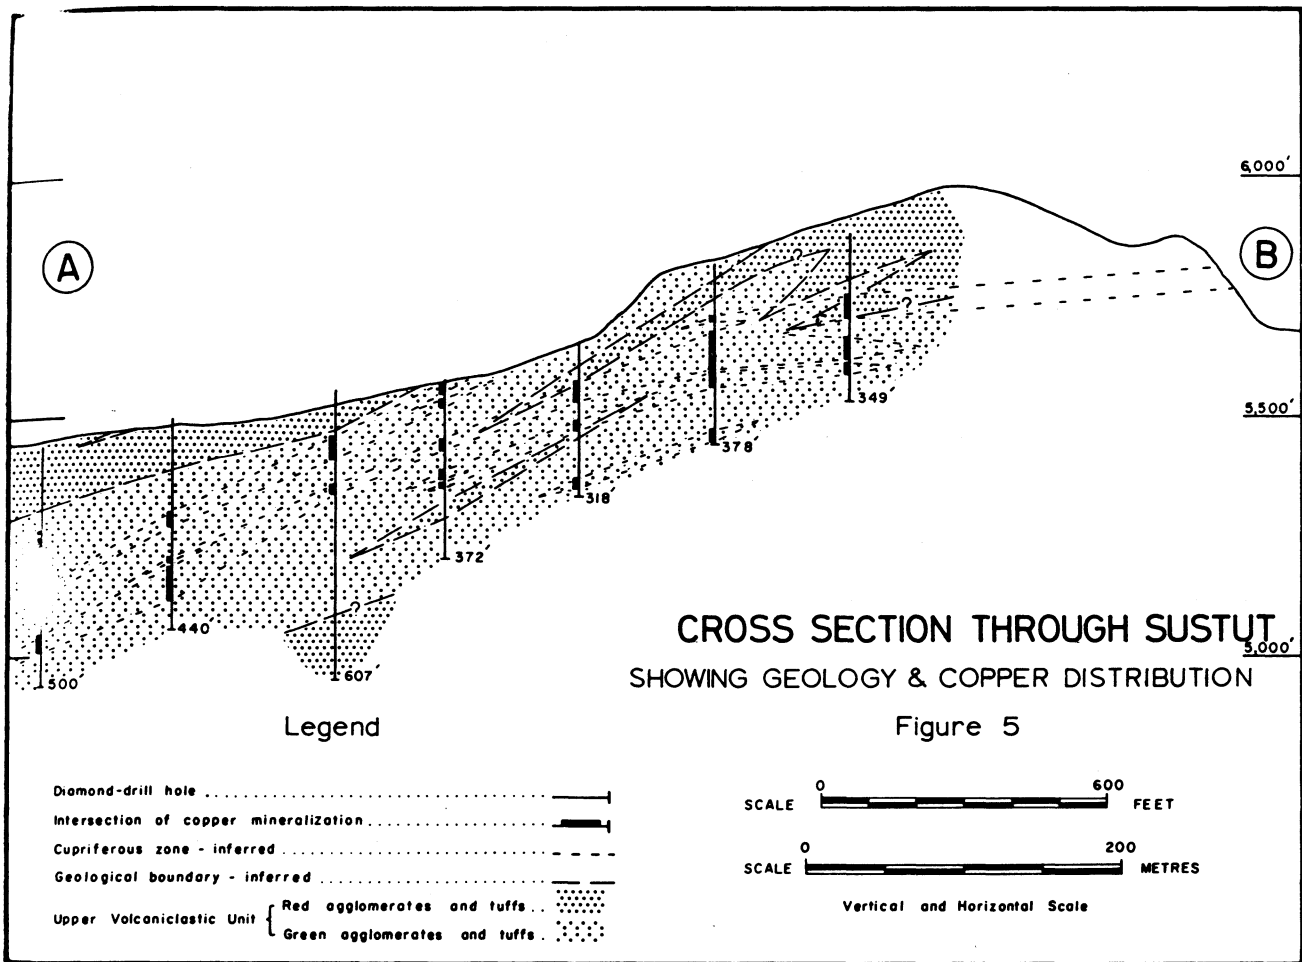 6,000'
A
B
?
?
349'
5,500'
378
318
372'
?
440
607'
500'
CROSS SECTION THROUGH SUSTUT
5,000'
SHOWING GEOLOGY & COPPER DISTRIBUTION
Legend
Figure 5
Diamond-drill hole
Intersection of copper mineralization
Cupriferous zone - inferred
Geological boundary - inferred
Upper Volcaniclastic Unit { Red agglomerates and tuffs
Green agglomerates and tuffs
0 600
SCALE FEET
0 200
SCALE METRES
Vertical and Horizontal Scale